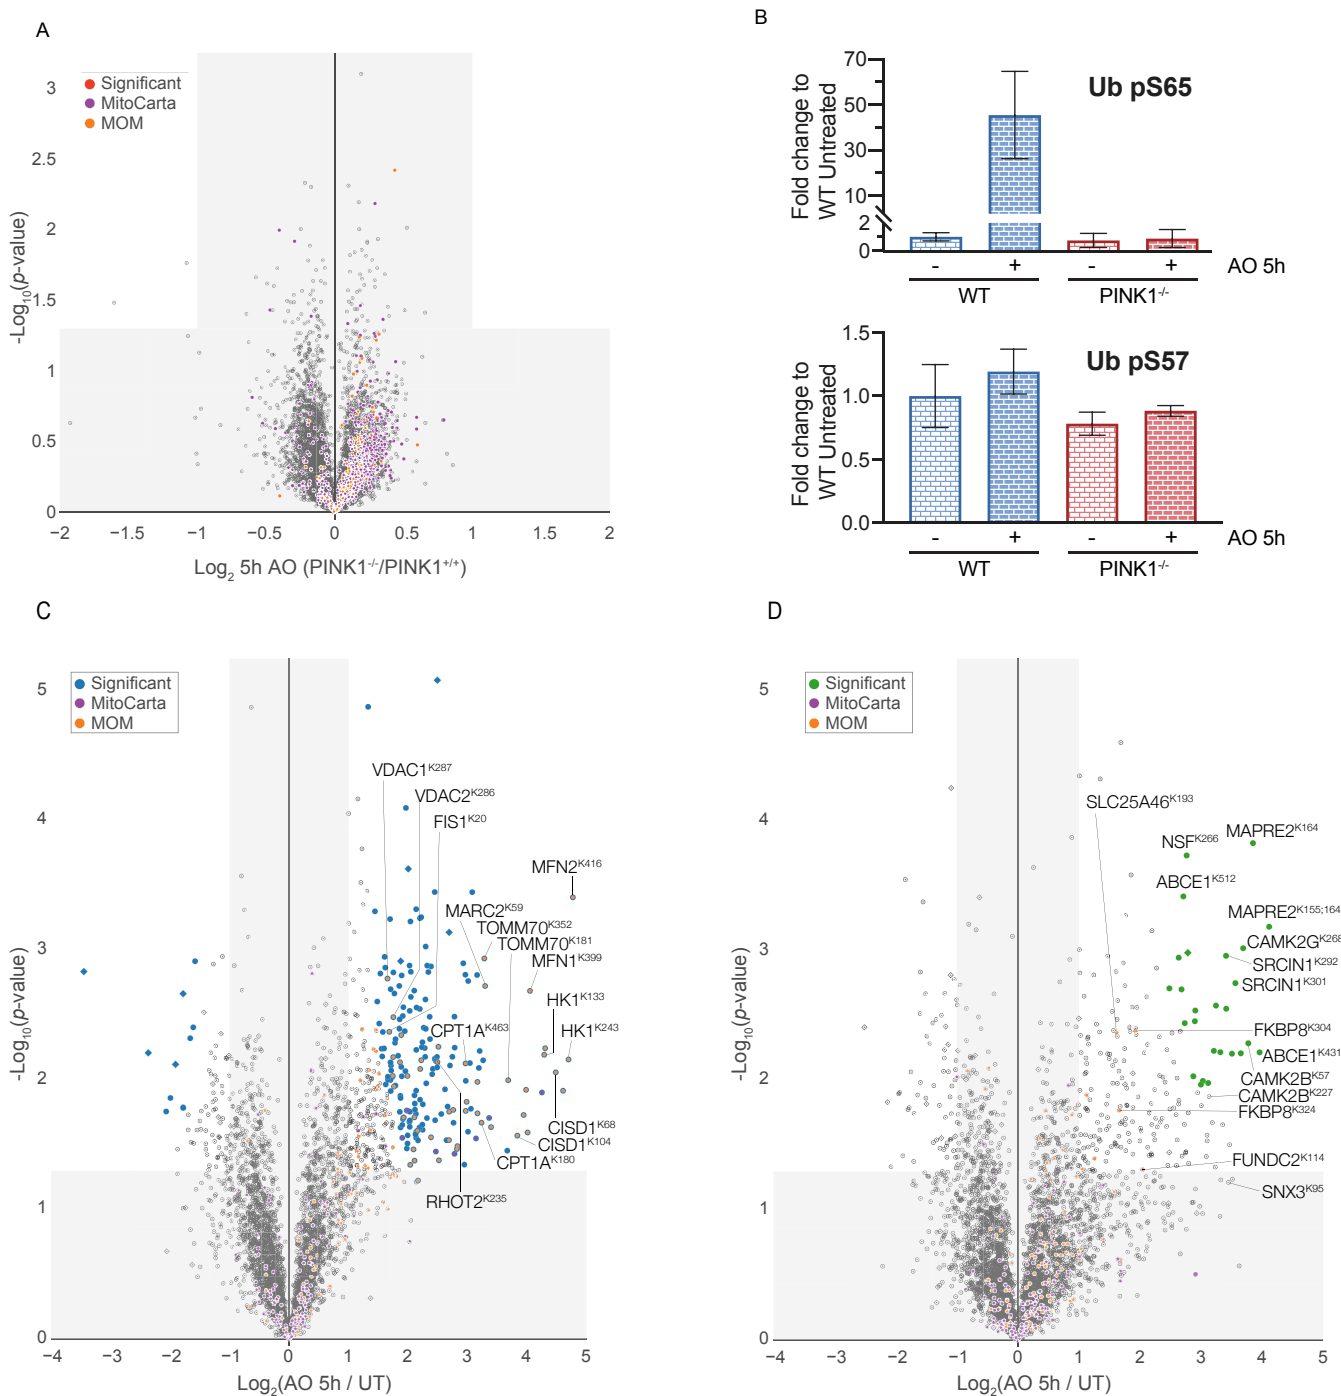 A
Significant
MitoCarta
MOM
3
2.5
2
1.5
1
0.5
0
-Log10(p-value)
−2
−1.5
−1
−0.5
0
0.5
1
1.5
2
Log2 5h AO (PINK1-/-/PINK1+/+)
B
Ub pS65
Fold change to
WT Untreated
70
50
30
10
2
0
- + - + AO 5h
WT PINK1-/-
Ub pS57
Fold change to
WT Untreated
1.5
1.0
0.5
0.0
- + - + AO 5h
WT PINK1-/-
C
Significant
MitoCarta
MOM
5
4
3
2
1
0
-Log10(p-value)
VDAC1K287
VDAC2K286
FIS1K20
MFN2K416
MARC2K59
TOMM70K352
TOMM70K181
MFN1K399
HK1K133
CPT1AK463
HK1K243
CISD1K68
CISD1K104
CPT1AK180
RHOT2K235
−4 −3 −2 −1 0 1 2 3 4 5
Log2(AO 5h / UT)
D
Significant
MitoCarta
MOM
5
4
3
2
1
0
-Log10(p-value)
SLC25A46K193
MAPRE2K164
NSFK266
ABCE1K512
MAPRE2K155;164
CAMK2GK268
SRCIN1K292
SRCIN1K301
FKBP8K304
ABCE1K431
CAMK2BK57
CAMK2BK227
FKBP8K324
FUNDC2K114
SNX3K95
−4 −3 −2 −1 0 1 2 3 4 5
Log2(AO 5h / UT)